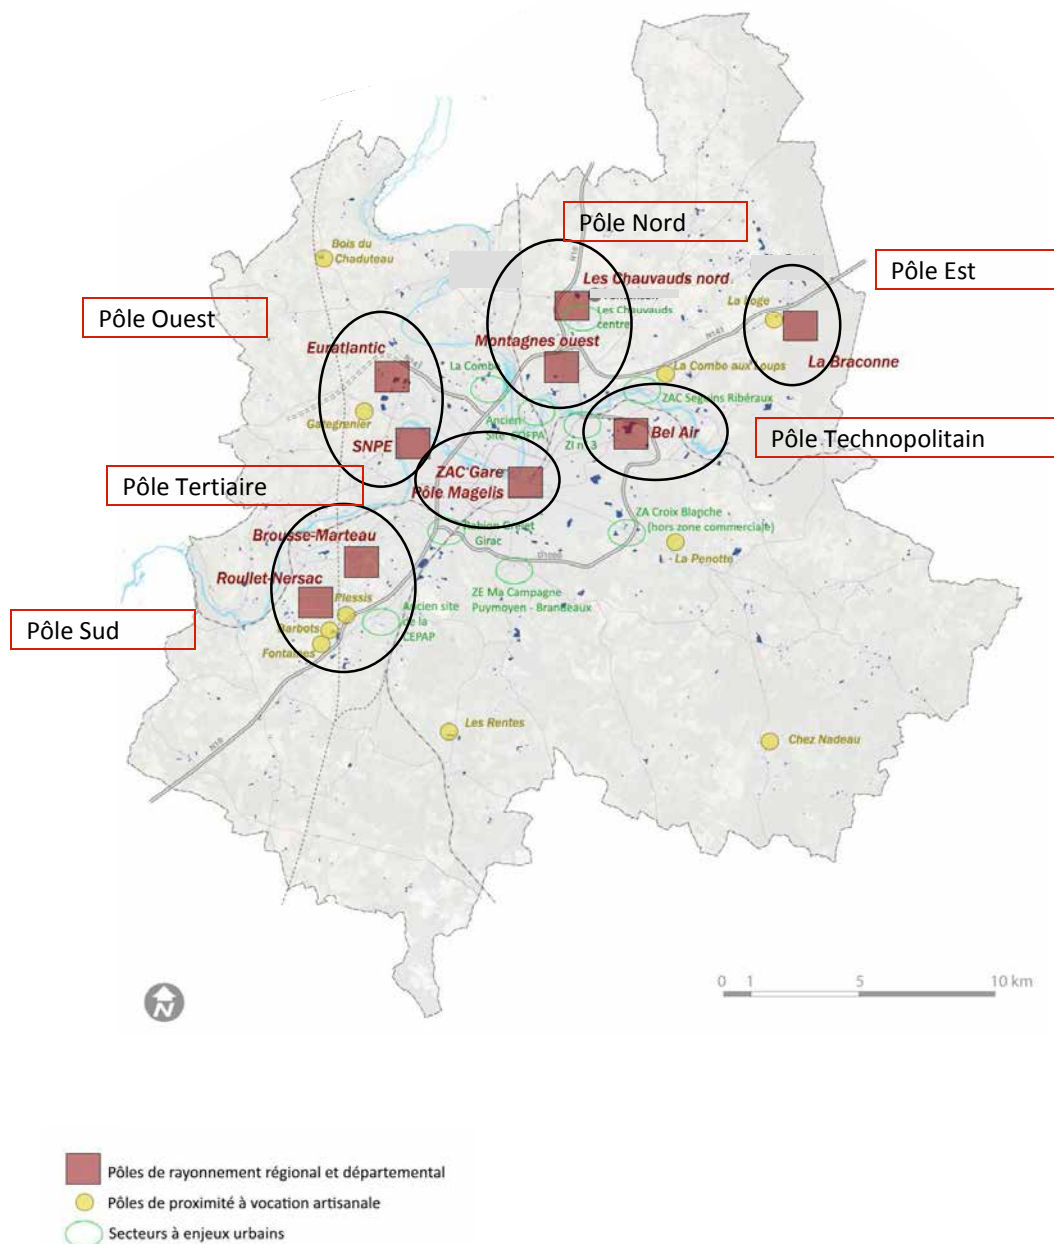 Pôle Nord
Bois du
Chaduteau
Pôle Est
Les Chauvauds nord
La Loge
Pôle Ouest
Les Chauvauds
centre
N141
Euratlantic
Montagnes ouest
La Braconne
La Combe
La Combo aux Loups
ZAC Seguins Ribéraux
Garegrenier
Ancien
Site COFPA
SNPE
ZI n°3
Bel Air
Pôle Technopolitain
ZAC Gare
Pôle Magelis
Pôle Tertiaire
ZA Croix Blanche
(hors zone commerciale)
Brousse-Marteau
Girac
La Penotte
Roullet-Nersac
ZE Ma Campagne
Puymoyen - Brandeaux
Plessis
Ancien site
de la
CEPAP
Pôle Sud
Barbots
Fontaines
Les Rentes
Chez Nadeau
N10
N
0 1 5 10 km
Pôles de rayonnement régional et départemental
Pôles de proximité à vocation artisanale
Secteurs à enjeux urbains